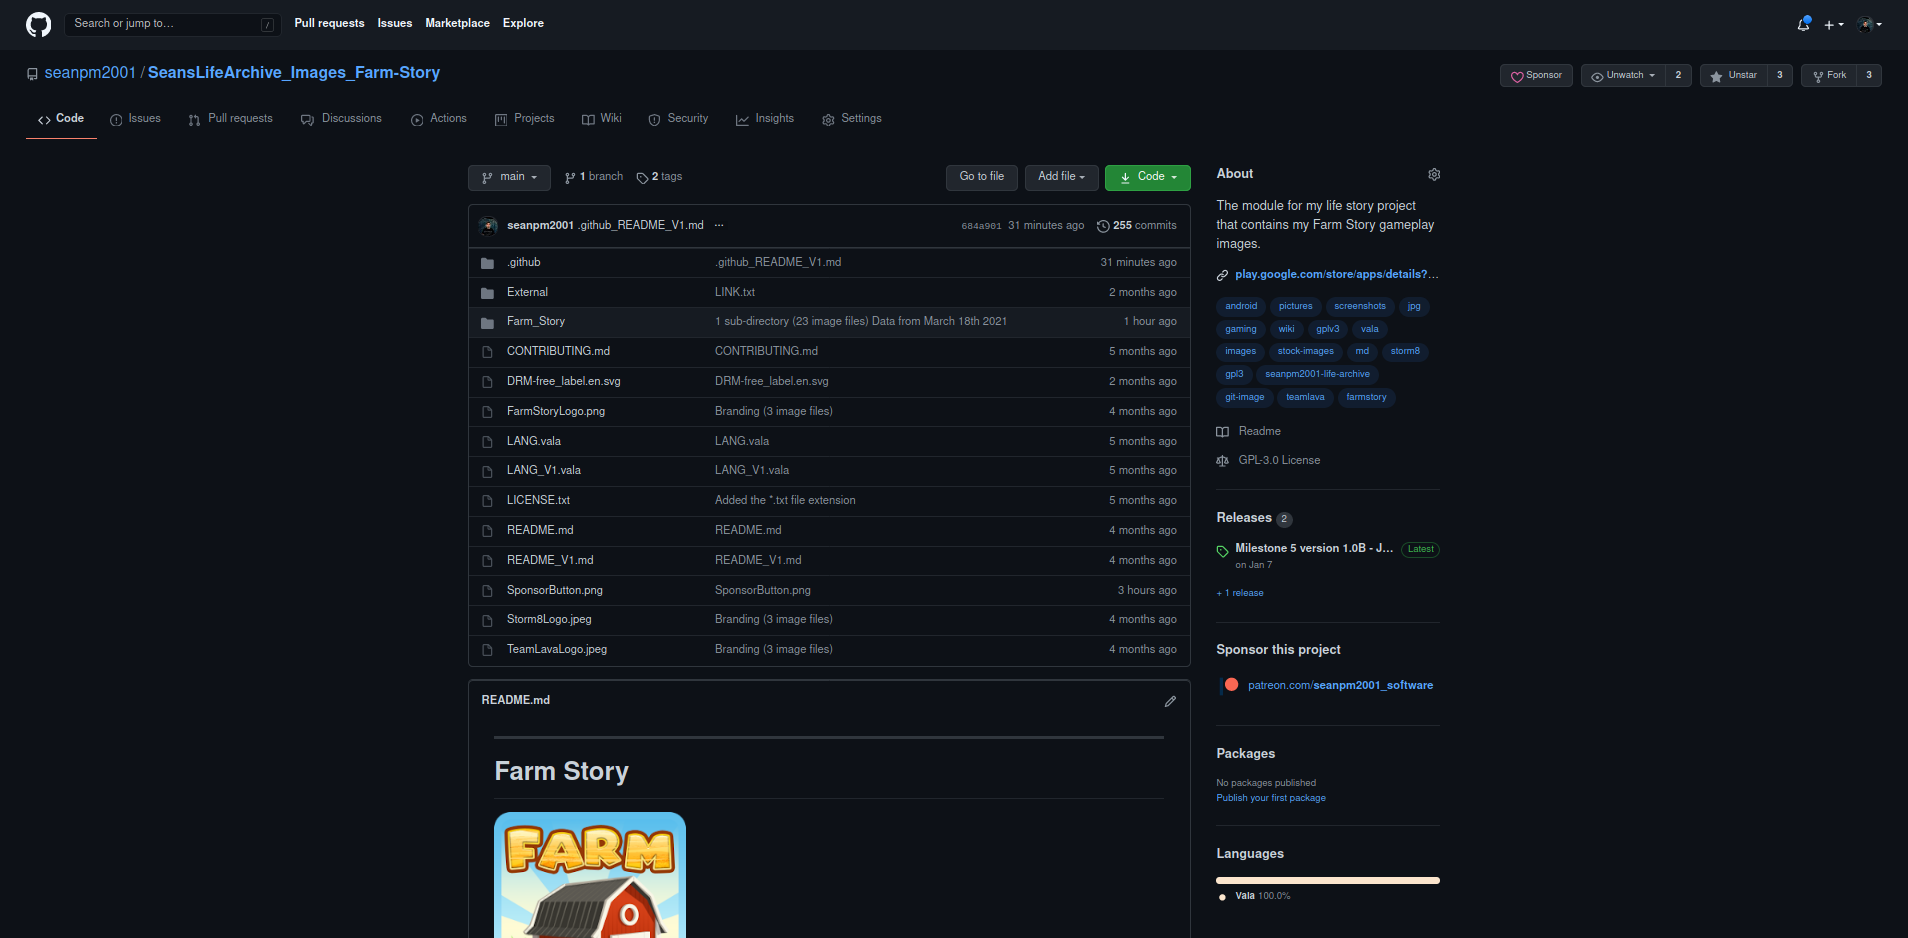 Search or jump to…
/
Pull requests Issues Marketplace Explore
seanpm2001 / SeansLifeArchive_Images_Farm-Story
Sponsor Unwatch 2 Unstar 3 Fork 3
Code Issues Pull requests Discussions Actions Projects Wiki Security Insights Settings
main 1 branch 2 tags Go to file Add file Code
seanpm2001 .github_README_V1.md ··· 684a901 31 minutes ago 255 commits
.github .github_README_V1.md 31 minutes ago
External LINK.txt 2 months ago
Farm_Story 1 sub-directory (23 image files) Data from March 18th 2021 1 hour ago
CONTRIBUTING.md CONTRIBUTING.md 5 months ago
DRM-free_label.en.svg DRM-free_label.en.svg 2 months ago
FarmStoryLogo.png Branding (3 image files) 4 months ago
LANG.vala LANG.vala 5 months ago
LANG_V1.vala LANG_V1.vala 5 months ago
LICENSE.txt Added the *.txt file extension 5 months ago
README.md README.md 4 months ago
README_V1.md README_V1.md 4 months ago
SponsorButton.png SponsorButton.png 3 hours ago
Storm8Logo.jpeg Branding (3 image files) 4 months ago
TeamLavaLogo.jpeg Branding (3 image files) 4 months ago
README.md
Farm Story
FARM
About
The module for my life story project
that contains my Farm Story gameplay
images.
play.google.com/store/apps/details?…
android pictures screenshots jpg
gaming wiki gplv3 vala
images stock-images md storm8
gpl3 seanpm2001-life-archive
git-image teamlava farmstory
Readme
GPL-3.0 License
Releases 2
Milestone 5 version 1.0B - J… Latest
on Jan 7
+ 1 release
Sponsor this project
patreon.com/seanpm2001_software
Packages
No packages published
Publish your first package
Languages
Vala 100.0%